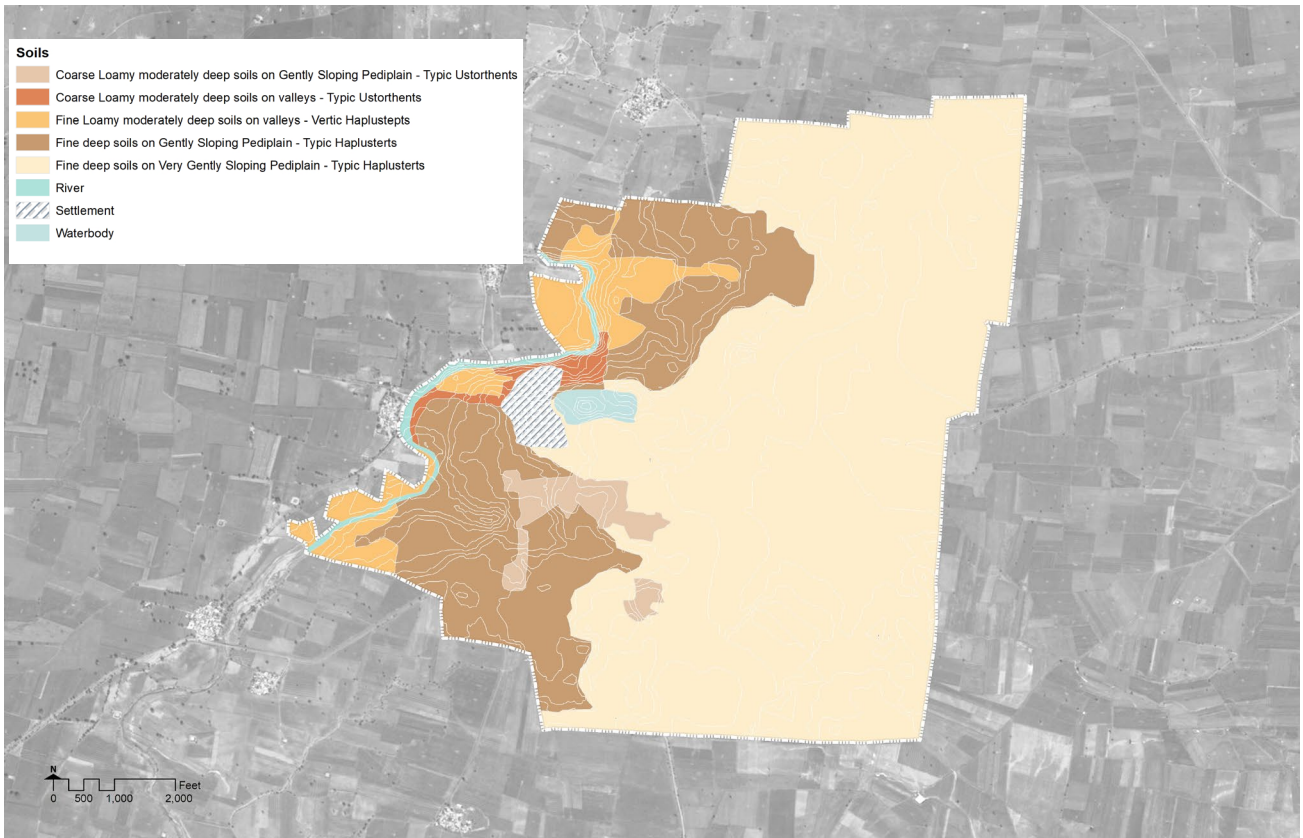 Soils
Coarse Loamy moderately deep soils on Gently Sloping Pediplain - Typic Ustorthents
Coarse Loamy moderately deep soils on valleys - Typic Ustorthents
Fine Loamy moderately deep soils on valleys - Vertic Haplustepts
Fine deep soils on Gently Sloping Pediplain - Typic Haplusterts
Fine deep soils on Very Gently Sloping Pediplain - Typic Haplusterts
River
Settlement
Waterbody
N
Feet
0 500 1,000 2,000